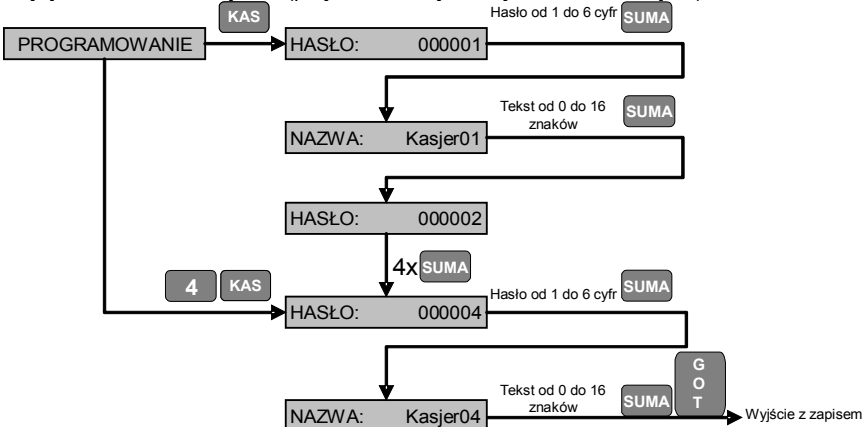 KAS
Hasło od 1 do 6 cyfr SUMA
PROGRAMOWANIE
HASŁO: 000001
Tekst od 0 do 16
znaków
SUMA
NAZWA: Kasjer01
HASŁO: 000002
4x SUMA
4 KAS
Hasło od 1 do 6 cyfr SUMA
HASŁO: 000004
Tekst od 0 do 16
znaków
SUMA
G
O
T
Wyjście z zapisem
NAZWA: Kasjer04